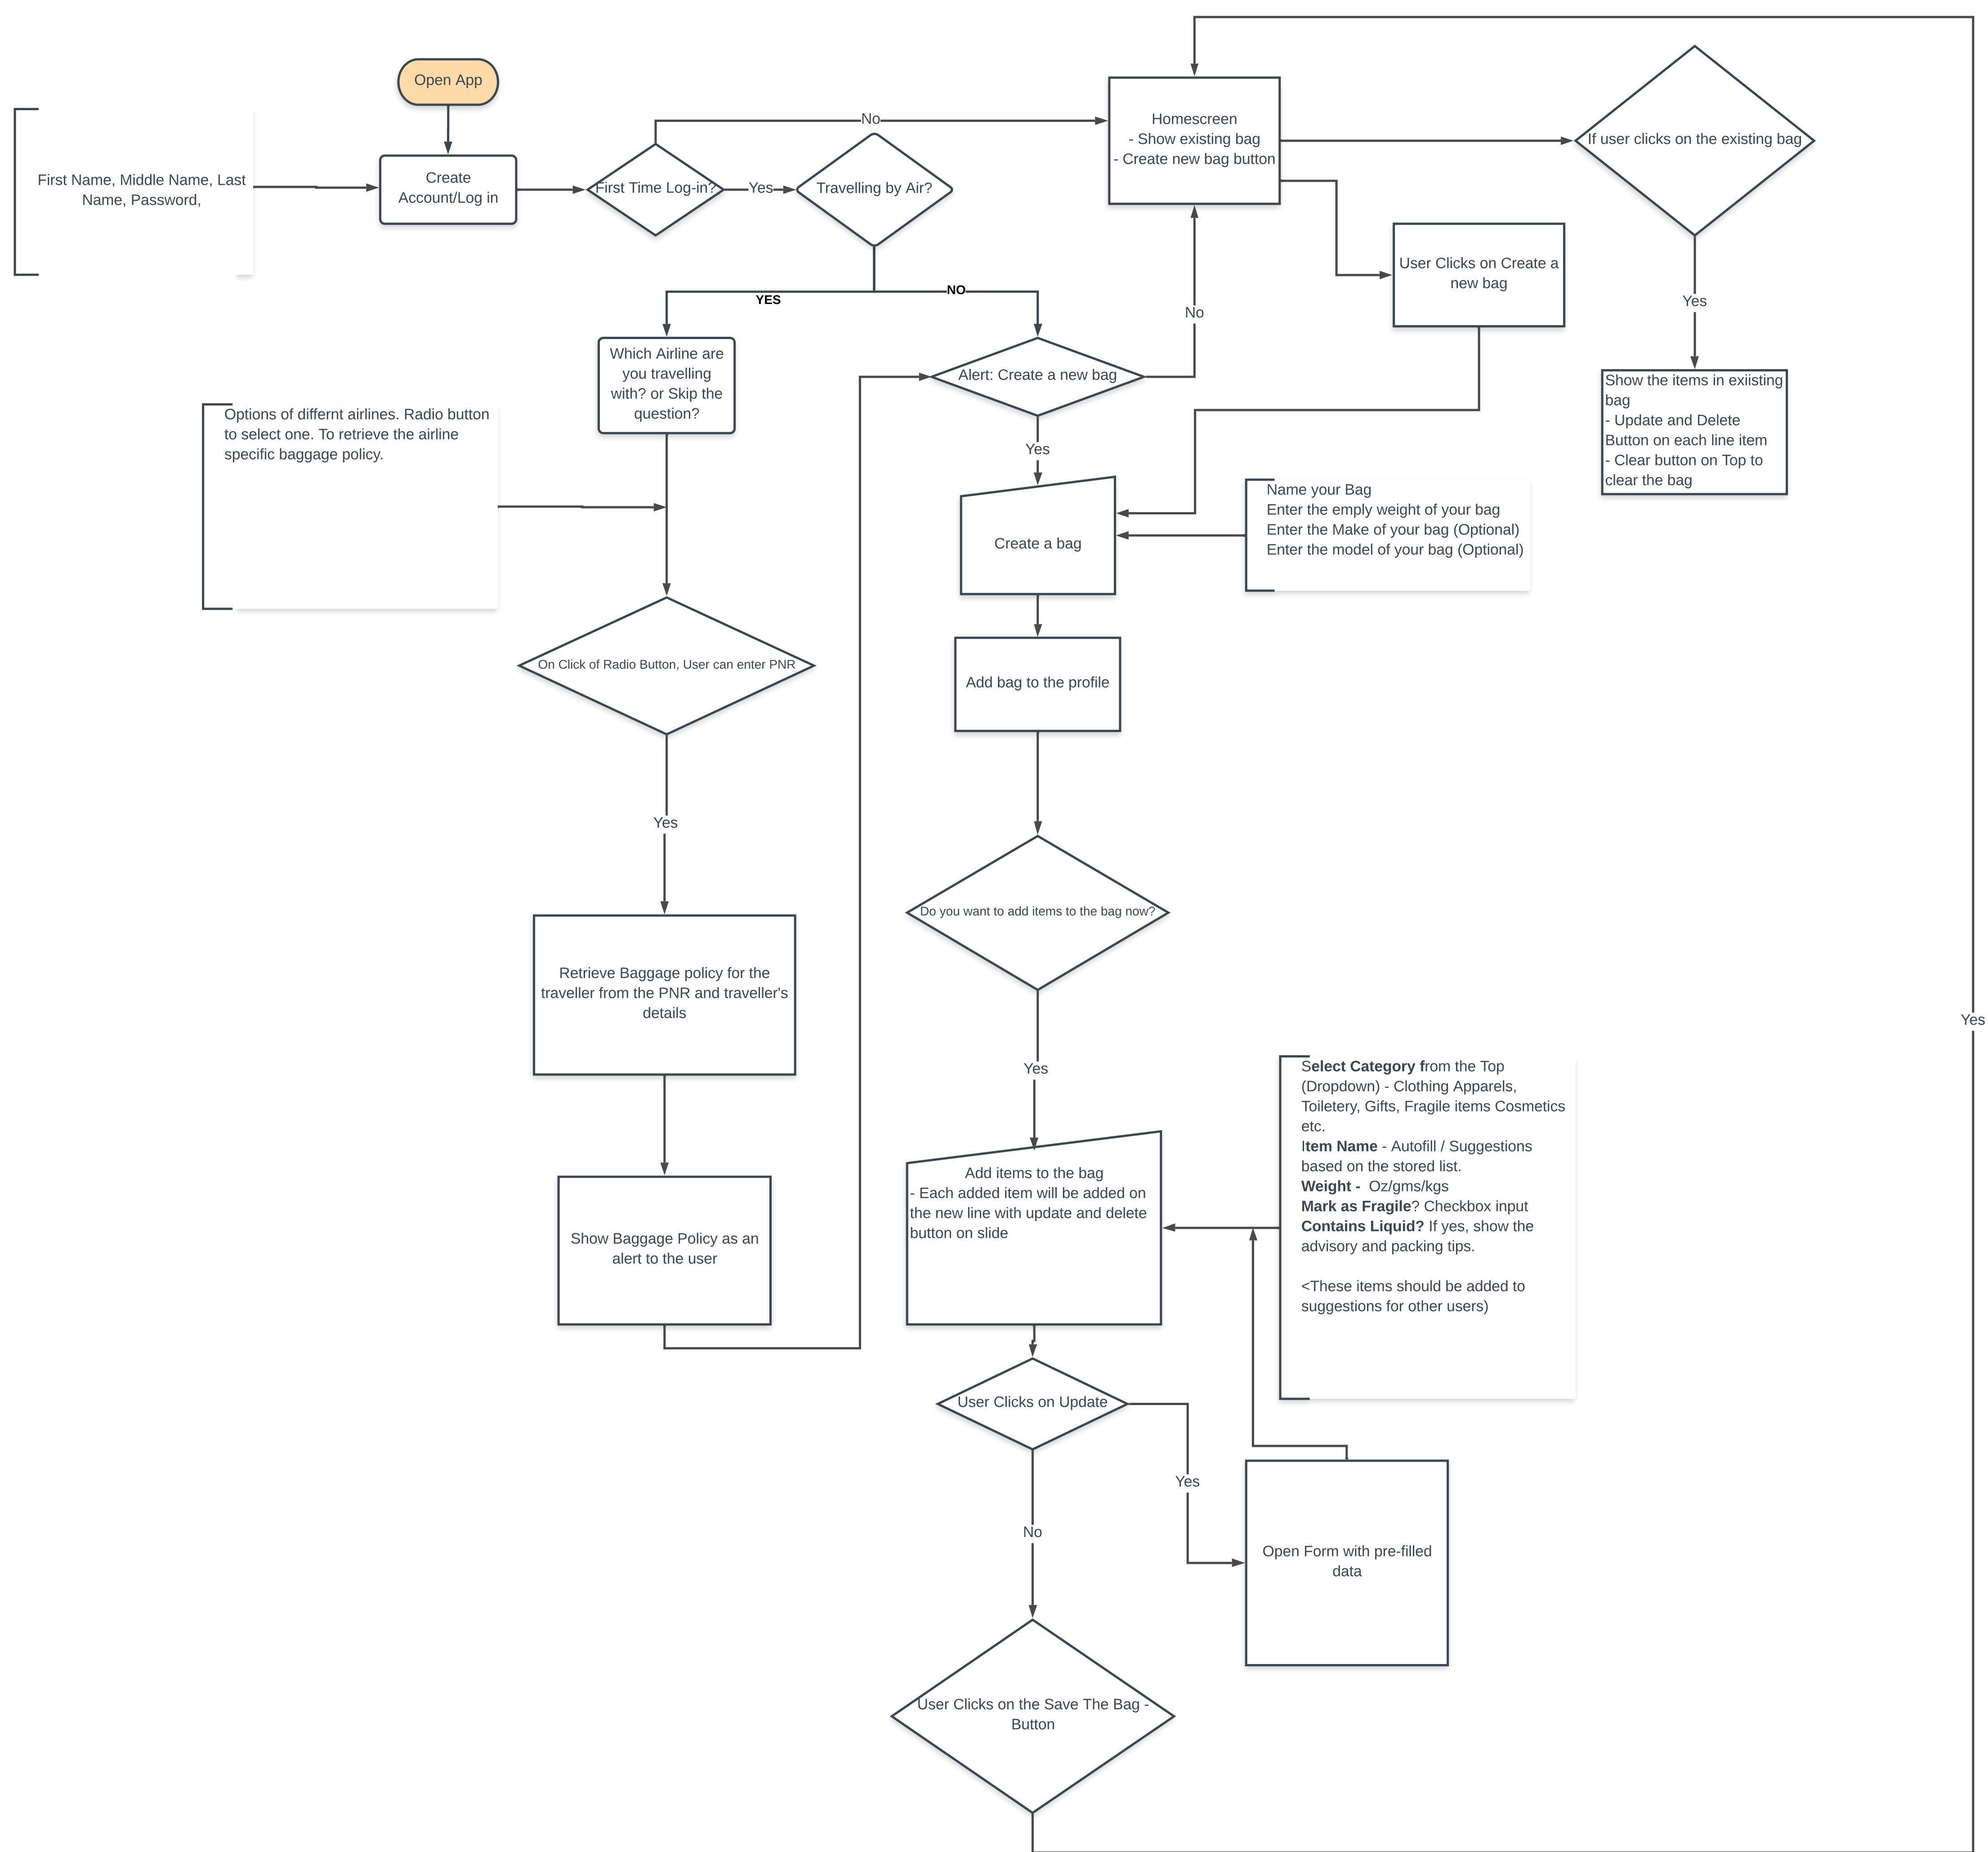 Open App
First Name, Middle Name, Last
Name, Password,
Create
Account/Log in
First Time Log-in?
No
Yes
Travelling by Air?
Homescreen
- Show existing bag
- Create new bag button
If user clicks on the existing bag
User Clicks on Create a
new bag
Yes
Show the items in exiisting
bag
- Update and Delete
Button on each line item
- Clear button on Top to
clear the bag
YES
NO
No
Which Airline are
you travelling
with? or Skip the
question?
Alert: Create a new bag
Options of differnt airlines. Radio button
to select one. To retrieve the airline
specific baggage policy.
Yes
Create a bag
Name your Bag
Enter the emply weight of your bag
Enter the Make of your bag (Optional)
Enter the model of your bag (Optional)
On Click of Radio Button, User can enter PNR
Add bag to the profile
Yes
Do you want to add items to the bag now?
Retrieve Baggage policy for the
traveller from the PNR and traveller's
details
Yes
Yes
Select Category from the Top
(Dropdown) - Clothing Apparels,
Toiletery, Gifts, Fragile items Cosmetics
etc.
Item Name - Autofill / Suggestions
based on the stored list.
Weight -  Oz/gms/kgs
Mark as Fragile? Checkbox input
Contains Liquid? If yes, show the
advisory and packing tips.
<These items should be added to
suggestions for other users)
Add items to the bag
- Each added item will be added on
the new line with update and delete
button on slide
Show Baggage Policy as an
alert to the user
User Clicks on Update
Yes
No
Open Form with pre-filled
data
User Clicks on the Save The Bag -
Button